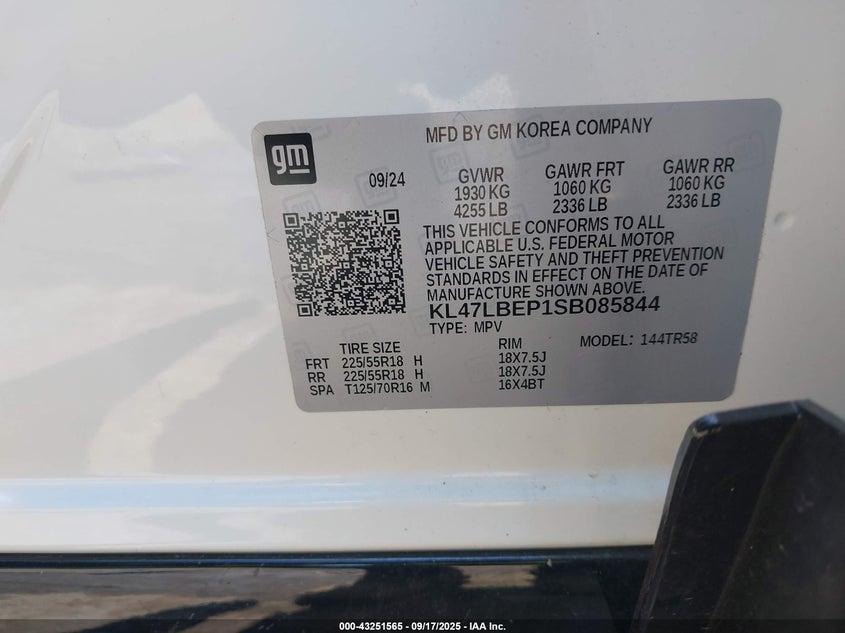 gm
MFD BY GM KOREA COMPANY
09/24
GVWR GAWR FRT GAWR RR
1930 KG 1060 KG 1060 KG
4255 LB 2336 LB 2336 LB
THIS VEHICLE CONFORMS TO ALL
APPLICABLE U.S. FEDERAL MOTOR
VEHICLE SAFETY AND THEFT PREVENTION
STANDARDS IN EFFECT ON THE DATE OF
MANUFACTURE SHOWN ABOVE.
KL47LBEP1SB085844
TYPE: MPV MODEL: 144TR58
TIRE SIZE RIM
FRT 225/55R18 H 18X7.5J
RR 225/55R18 H 18X7.5J
SPA T125/70R16 M 16X4BT
000-43251565 - 09/17/2025 - IAA Inc.